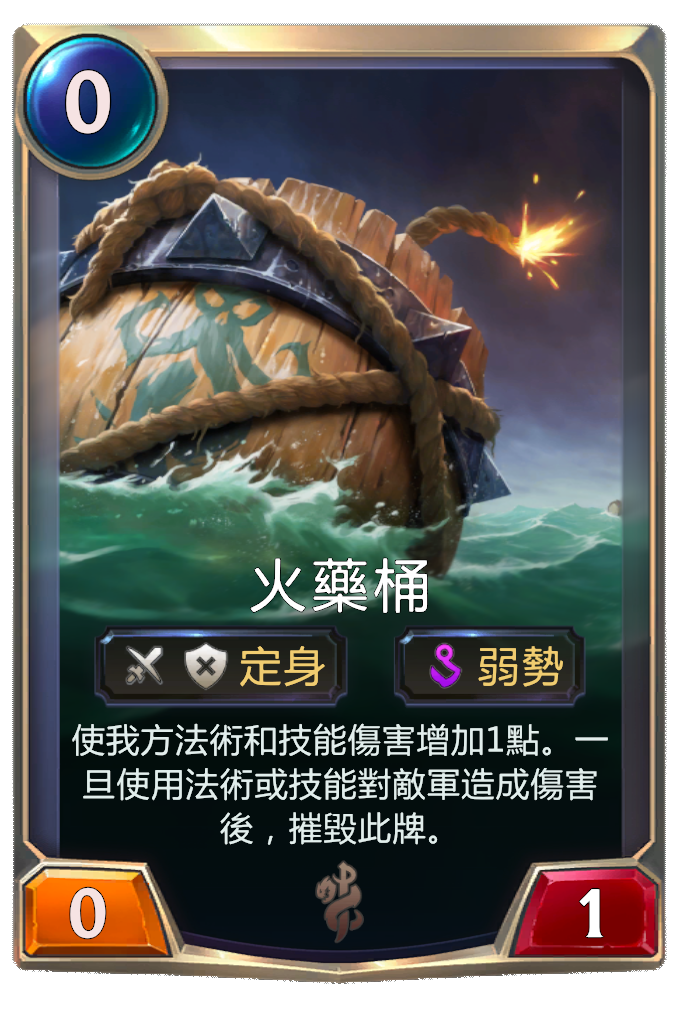 0
火藥桶
定身 弱勢
使我方法術和技能傷害增加1點。一
旦使用法術或技能對敵軍造成傷害
後，摧毀此牌。
0 1